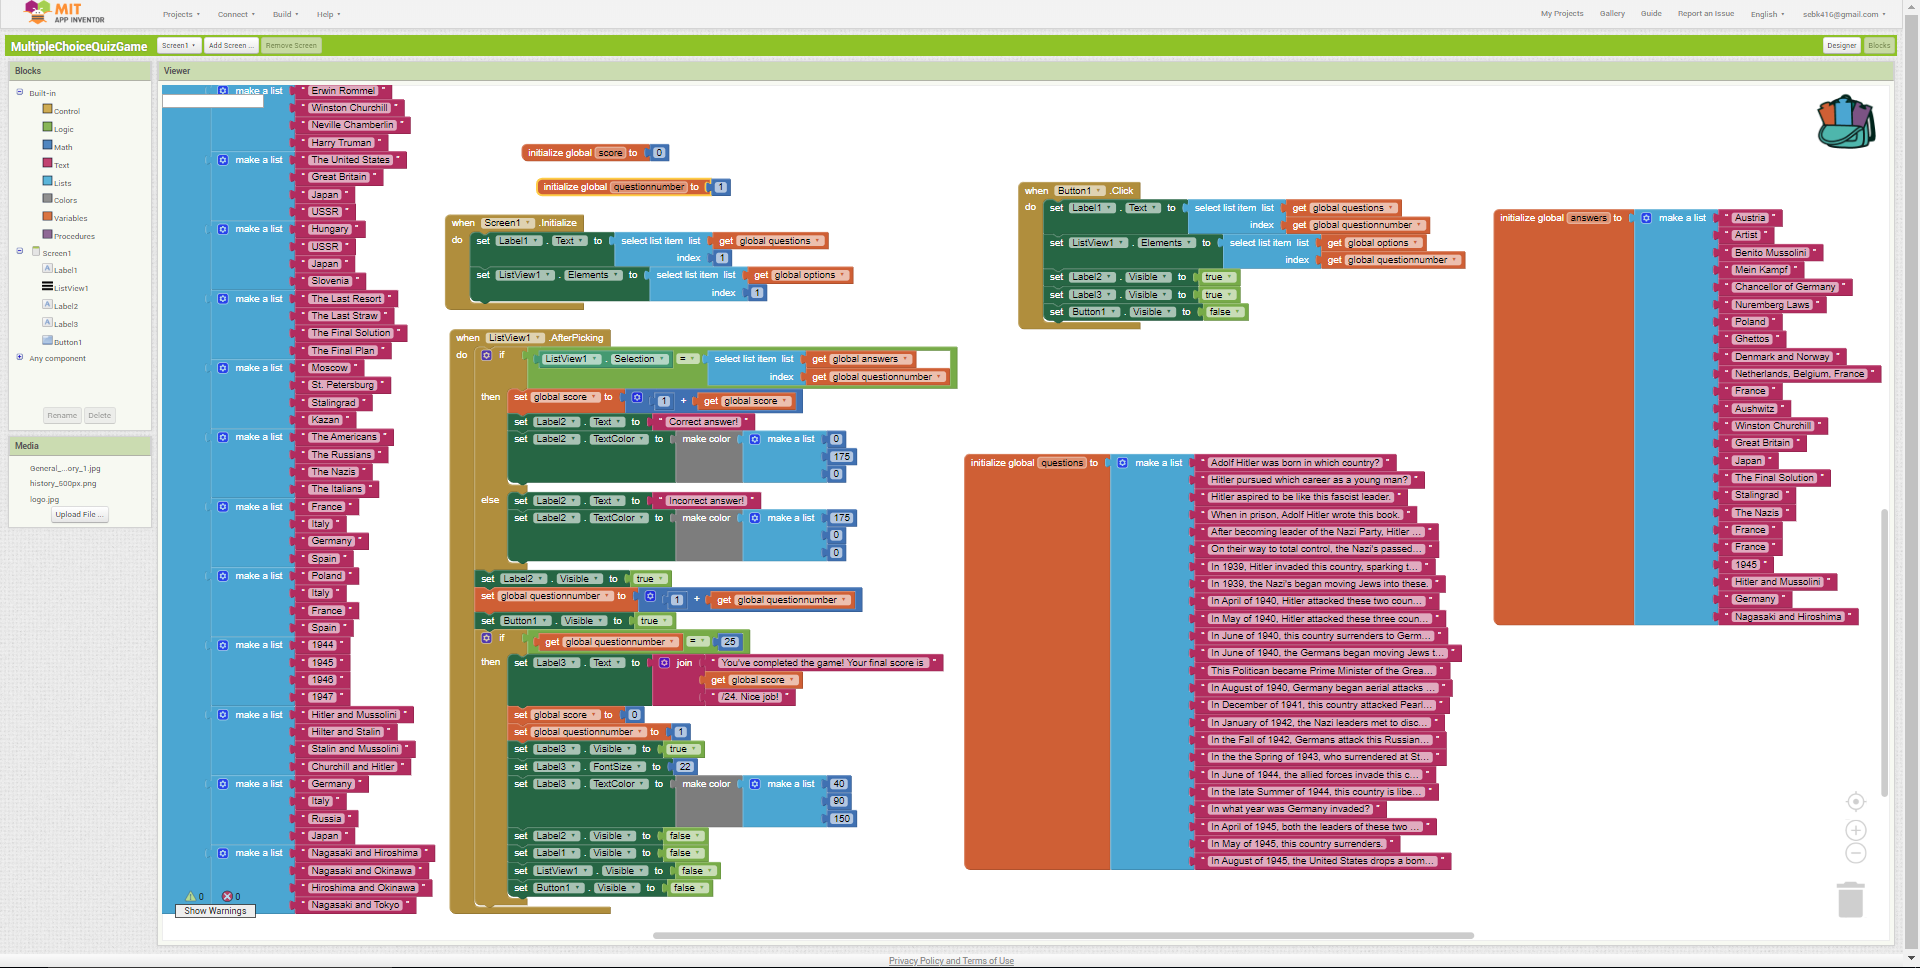 MIT
APP INVENTOR
Projects
Connect
Build
Help
My Projects
Gallery
Guide
Report an Issue
English
sebk416@gmail.com
MultipleChoiceQuizGame
Screen1
Add Screen ...
Remove Screen
Designer
Blocks
Blocks
Built-in
Control
Logic
Math
Text
Lists
Colors
Variables
Procedures
Screen1
Label1
ListView1
Label2
Label3
Button1
Any component
Rename
Delete
Media
General_...ory_1.jpg
history_600px.png
logo.jpg
Upload File ...
Viewer
make a list " Erwin Rommel "
" Winston Churchill "
" Neville Chamberlin "
" Harry Truman "
make a list " The United States "
" Great Britain "
" Japan "
" USSR "
make a list " Hungary "
" USSR "
" Japan "
" Slovenia "
make a list " The Last Resort "
" The Last Straw "
" The Final Solution "
" The Final Plan "
make a list " Moscow "
" St. Petersburg "
" Stalingrad "
" Kazan "
make a list " The Americans "
" The Russians "
" The Nazis "
" The Italians "
make a list " France "
" Italy "
" Germany "
" Spain "
make a list " Poland "
" Italy "
" France "
" Spain "
make a list " 1944 "
" 1945 "
" 1946 "
" 1947 "
make a list " Hitler and Mussolini "
" Hilter and Stalin "
" Stalin and Mussolini "
" Churchill and Hitler "
make a list " Germany "
" Italy "
" Russia "
" Japan "
make a list " Nagasaki and Hiroshima "
" Nagasaki and Okinawa "
" Hiroshima and Okinawa "
" Nagasaki and Tokyo "
0 0
Show Warnings
initialize global score to 0
initialize global questionnumber to 1
when Screen1 .Initialize
do set Label1 . Text to select list item list get global questions
index 1
set ListView1 . Elements to select list item list get global options
index 1
when ListView1 .AfterPicking
do if ListView1 . Selection = select list item list get global answers
index get global questionnumber
then set global score to 1 + get global score
set Label2 . Text to " Correct answer! "
set Label2 . TextColor to make color make a list 0
175
0
else set Label2 . Text to " Incorrect answer! "
set Label2 . TextColor to make color make a list 175
0
0
set Label2 . Visible to true
set global questionnumber to 1 + get global questionnumber
set Button1 . Visible to true
if get global questionnumber = 25
then set Label3 . Text to join " You've completed the game! Your final score is "
get global score
" /24. Nice job! "
set global score to 0
set global questionnumber to 1
set Label3 . Visible to true
set Label3 . FontSize to 22
set Label3 . TextColor to make color make a list 40
90
150
set Label2 . Visible to false
set Label1 . Visible to false
set ListView1 . Visible to false
set Button1 . Visible to false
when Button1 .Click
do set Label1 . Text to select list item list get global questions
index get global questionnumber
set ListView1 . Elements to select list item list get global options
index get global questionnumber
set Label2 . Visible to true
set Label3 . Visible to true
set Button1 . Visible to false
initialize global questions to make a list " Adolf Hitler was born in which country? "
" Hitler pursued which career as a young man? "
" Hitler aspired to be like this fascist leader. "
" When in prison, Adolf Hitler wrote this book. "
" After becoming leader of the Nazi Party, Hitler ... "
" On their way to total control, the Nazi's passed... "
" In 1939, Hitler invaded this country, sparking t... "
" In 1939, the Nazi's began moving Jews into these. "
" In April of 1940, Hitler attacked these two coun... "
" In May of 1940, Hitler attacked these three coun... "
" In June of 1940, this country surrenders to Germ... "
" In June of 1940, the Germans began moving Jews t... "
" This Politican became Prime Minister of the Grea... "
" In August of 1940, Germany began aerial attacks ... "
" In December of 1941, this country attacked Pearl... "
" In January of 1942, the Nazi leaders met to disc... "
" In the Fall of 1942, Germans attack this Russian... "
" In the the Spring of 1943, who surrendered at St... "
" In June of 1944, the allied forces invade this c... "
" In the late Summer of 1944, this country is libe... "
" In what year was Germany invaded? "
" In April of 1945, both the leaders of these two ... "
" In May of 1945, this country surrenders. "
" In August of 1945, the United States drops a bom... "
initialize global answers to make a list " Austria "
" Artist "
" Benito Mussolini "
" Mein Kampf "
" Chancellor of Germany "
" Nuremberg Laws "
" Poland "
" Ghettos "
" Denmark and Norway "
" Netherlands, Belgium, France "
" France "
" Aushwitz "
" Winston Churchill "
" Great Britain "
" Japan "
" The Final Solution "
" Stalingrad "
" The Nazis "
" France "
" France "
" 1945 "
" Hitler and Mussolini "
" Germany "
" Nagasaki and Hiroshima "
Privacy Policy and Terms of Use